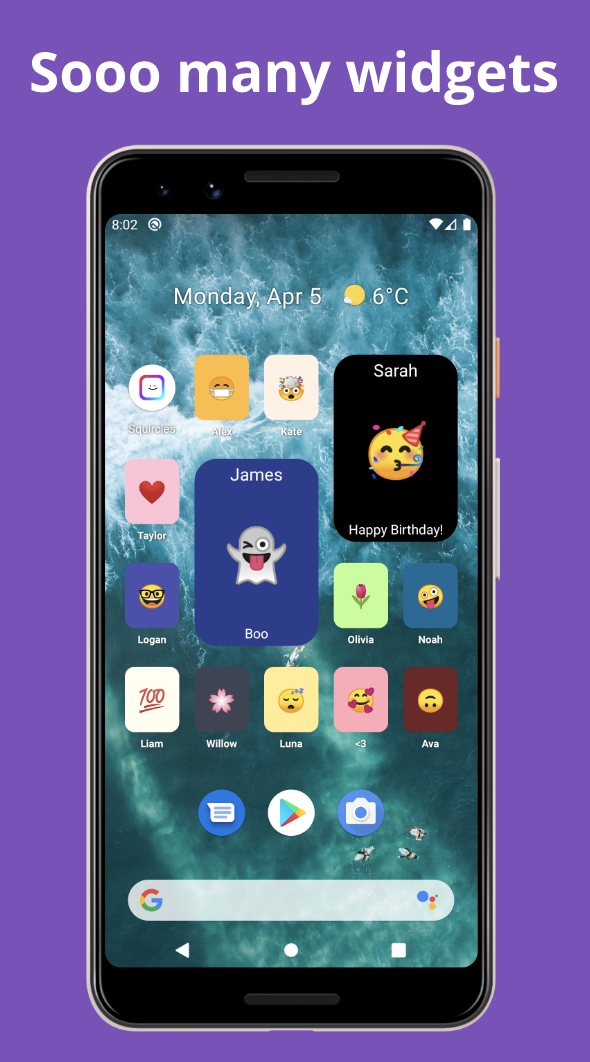 Sooo many widgets
8:02
Monday, Apr 5 6°C
Squircles
Alex
Kate
Sarah
Happy Birthday!
Taylor
James
Boo
Logan
Olivia
Noah
100
Liam
Willow
Luna
<3
Ava
G